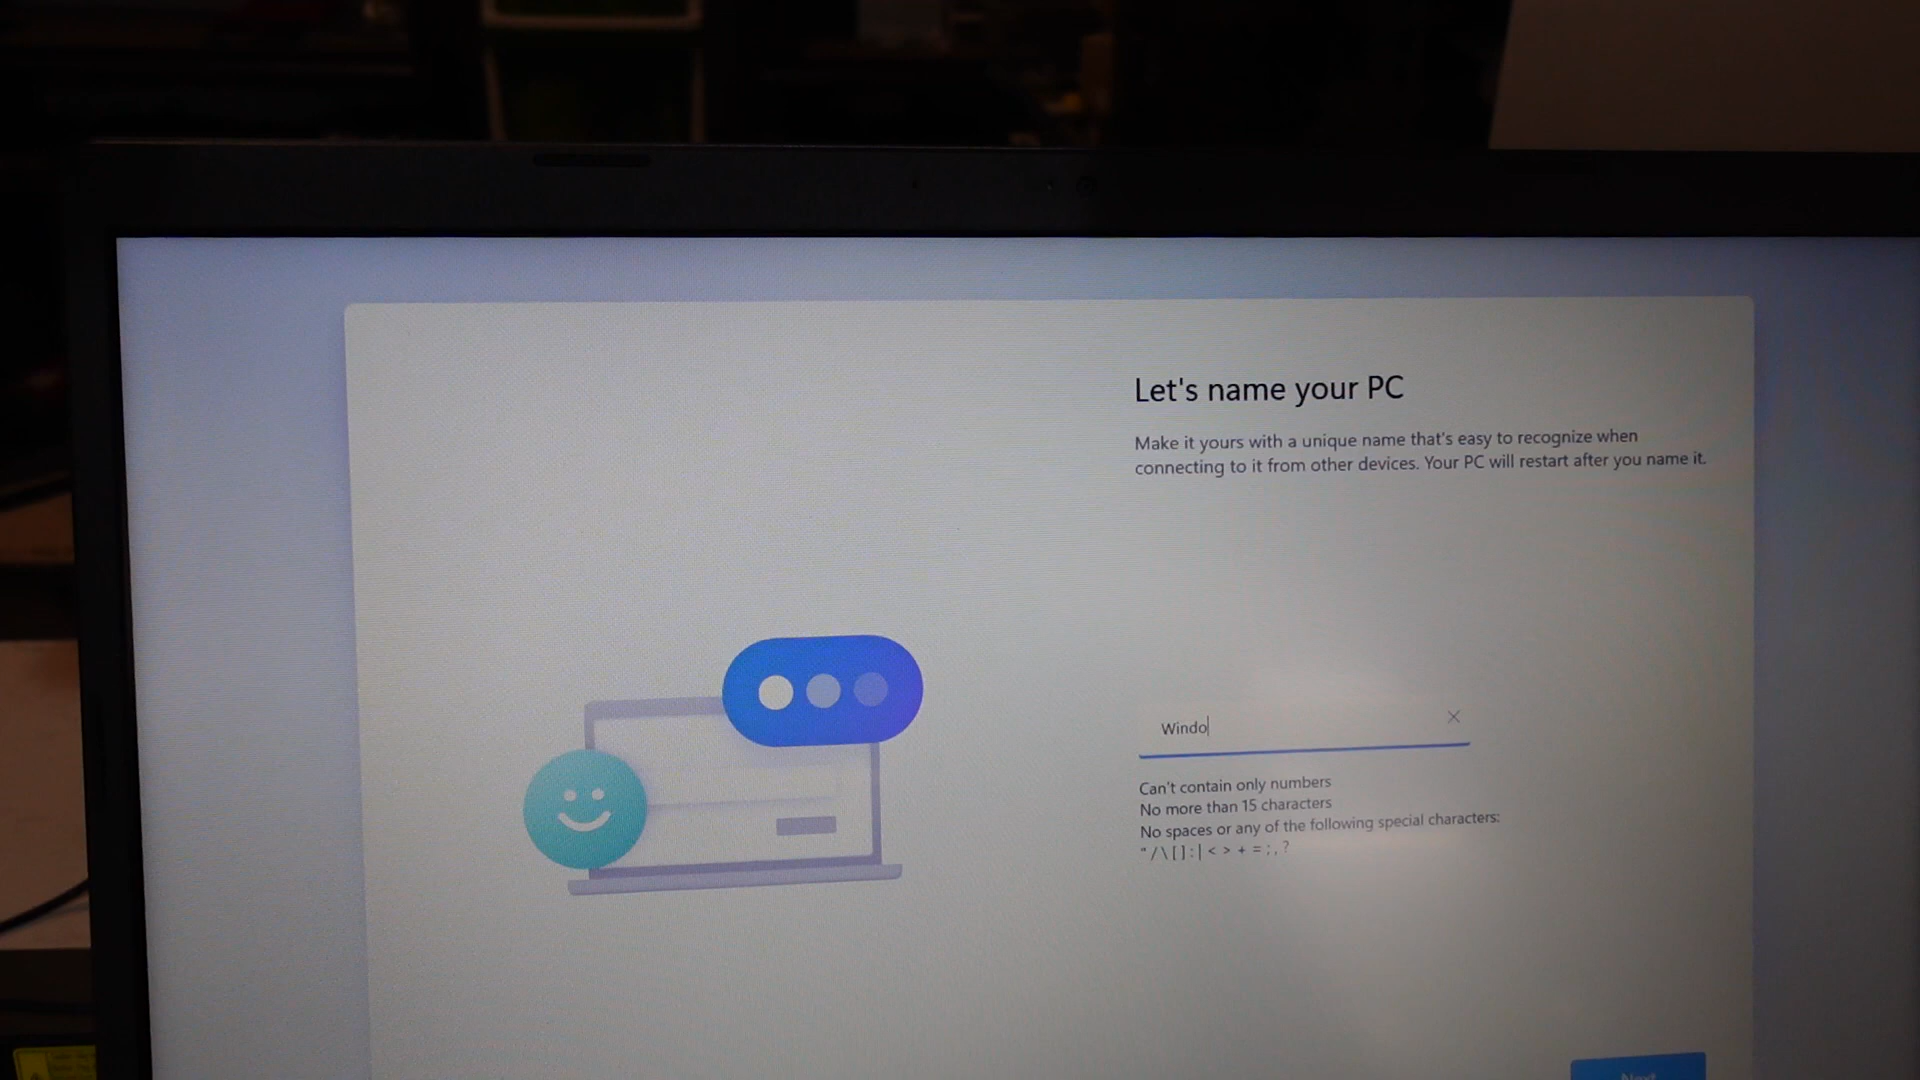 Let's name your PC
Make it yours with a unique name that's easy to recognize when
connecting to it from other devices. Your PC will restart after you name it.
Windo
Can't contain only numbers
No more than 15 characters
No spaces or any of the following special characters:
" / \ [ ] : | < > + = ; , ?
Next